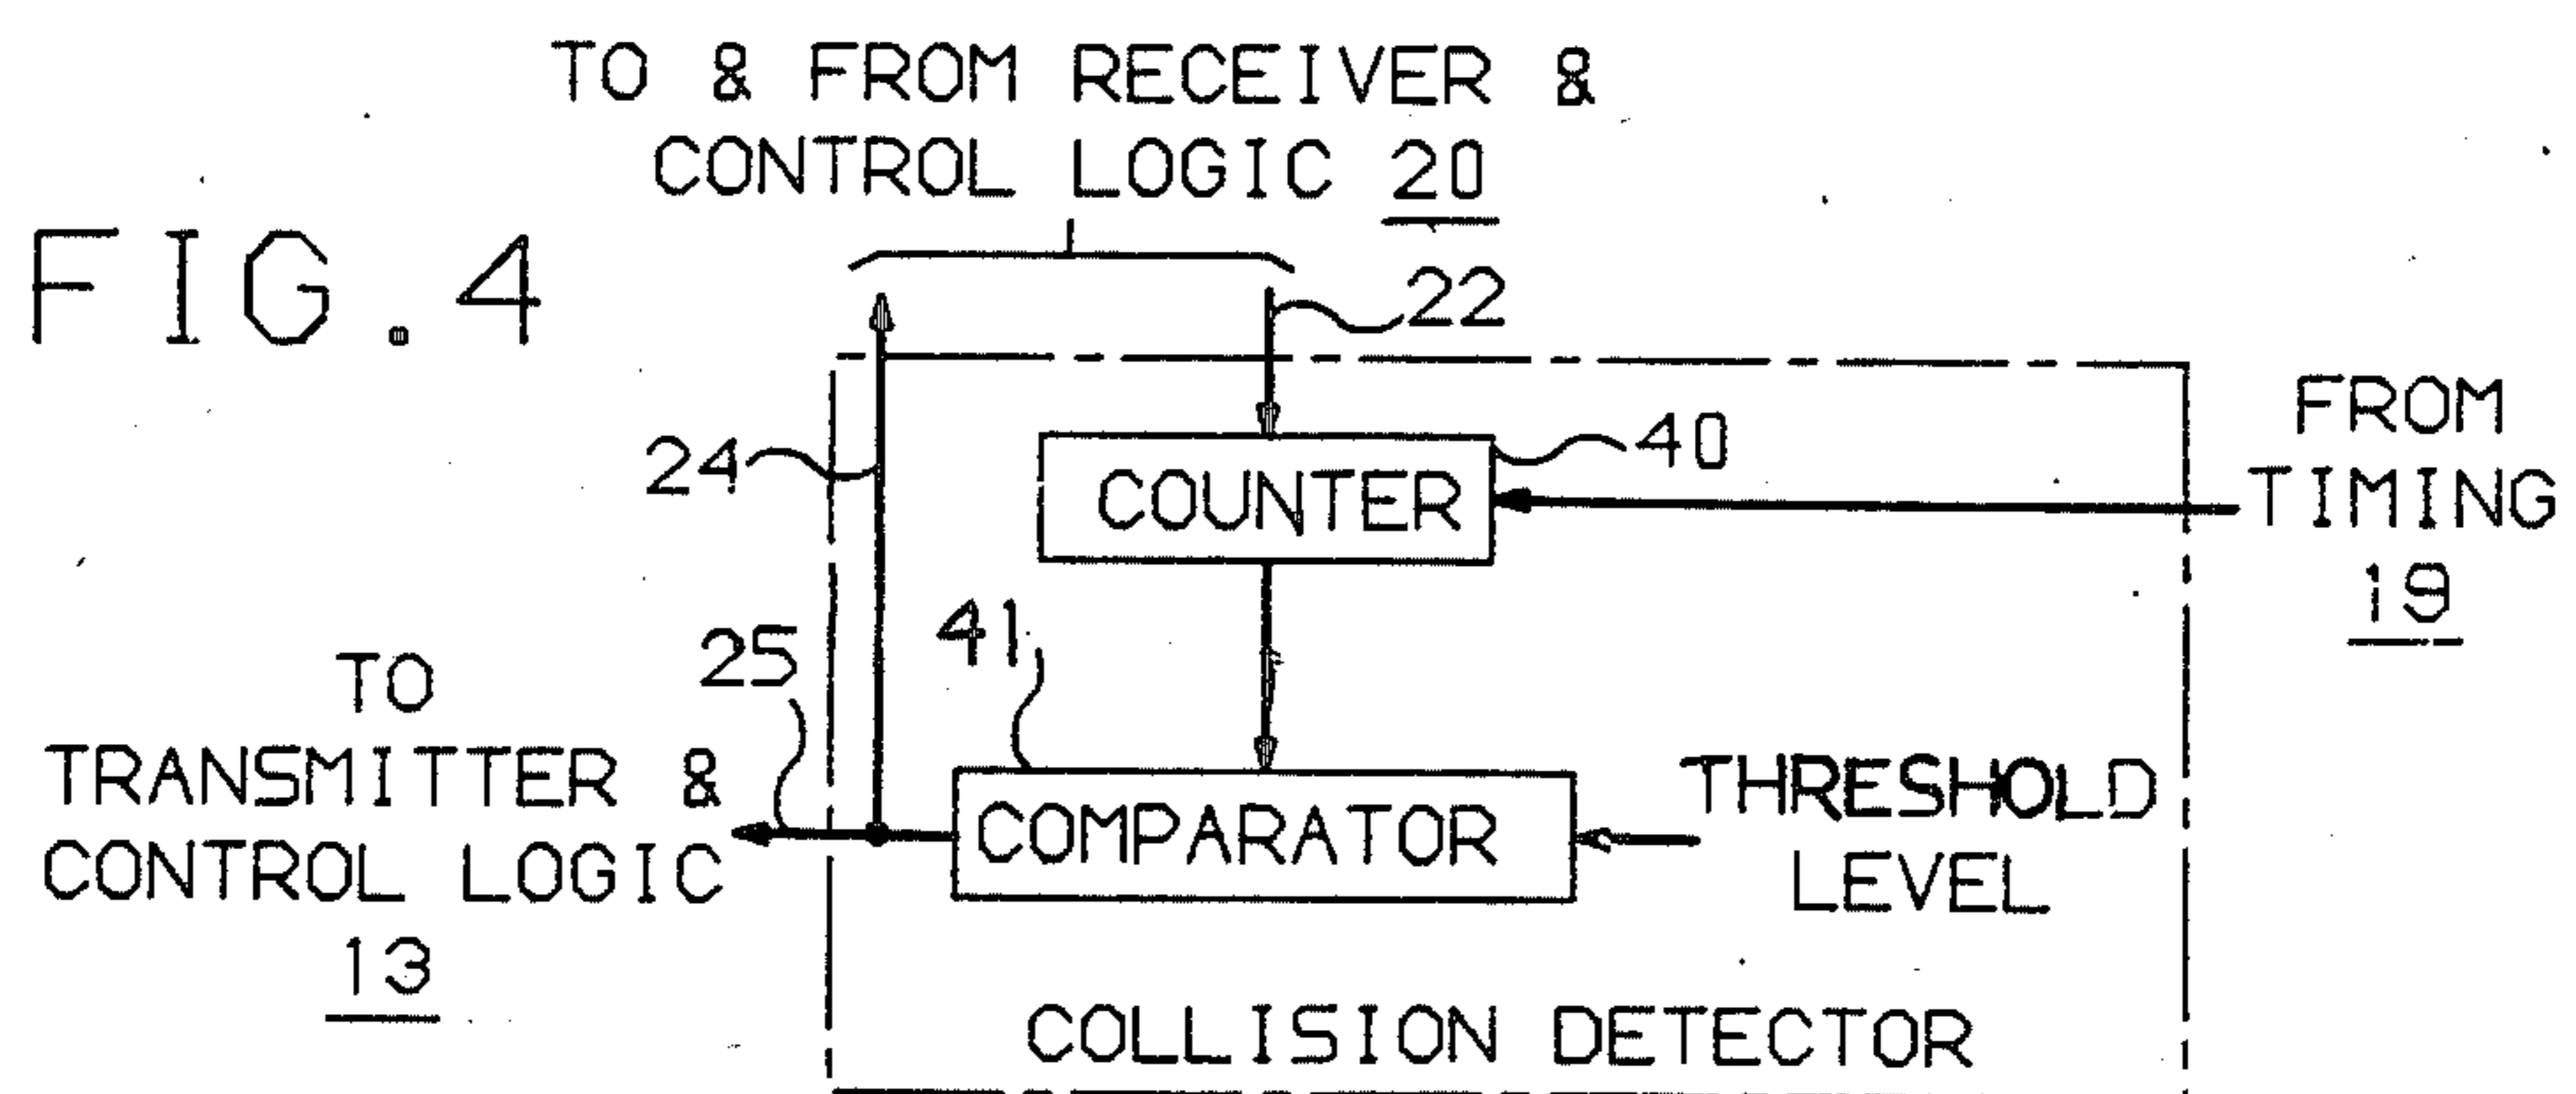 TO & FROM RECEIVER &
CONTROL LOGIC 20
FIG. 4
22
24
40
COUNTER
FROM
TIMING
19
25
41
TO
TRANSMITTER &
CONTROL LOGIC
13
COMPARATOR
THRESHOLD
LEVEL
COLLISION DETECTOR